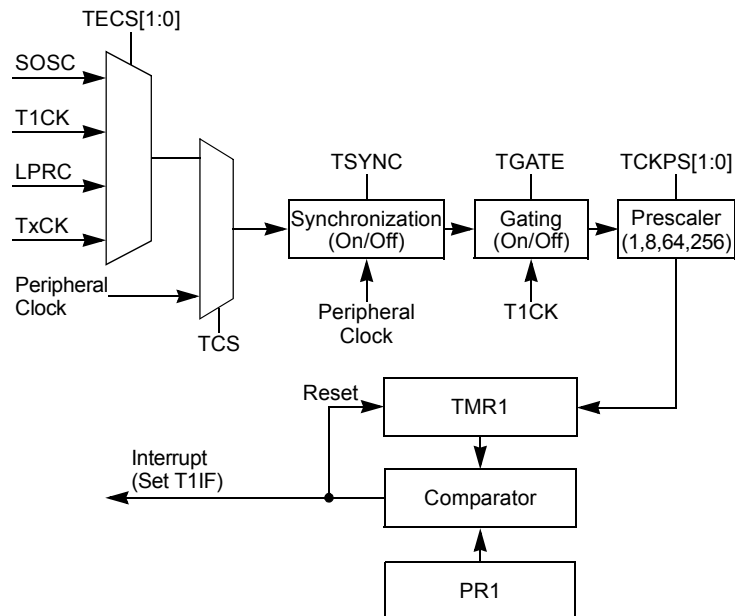 TECS[1:0]
SOSC
T1CK
LPRC
TxCK
Peripheral
Clock
TCS
TSYNC
Synchronization
(On/Off)
Peripheral
Clock
TGATE
Gating
(On/Off)
T1CK
TCKPS[1:0]
Prescaler
(1,8,64,256)
Reset
TMR1
Interrupt
(Set T1IF)
Comparator
PR1